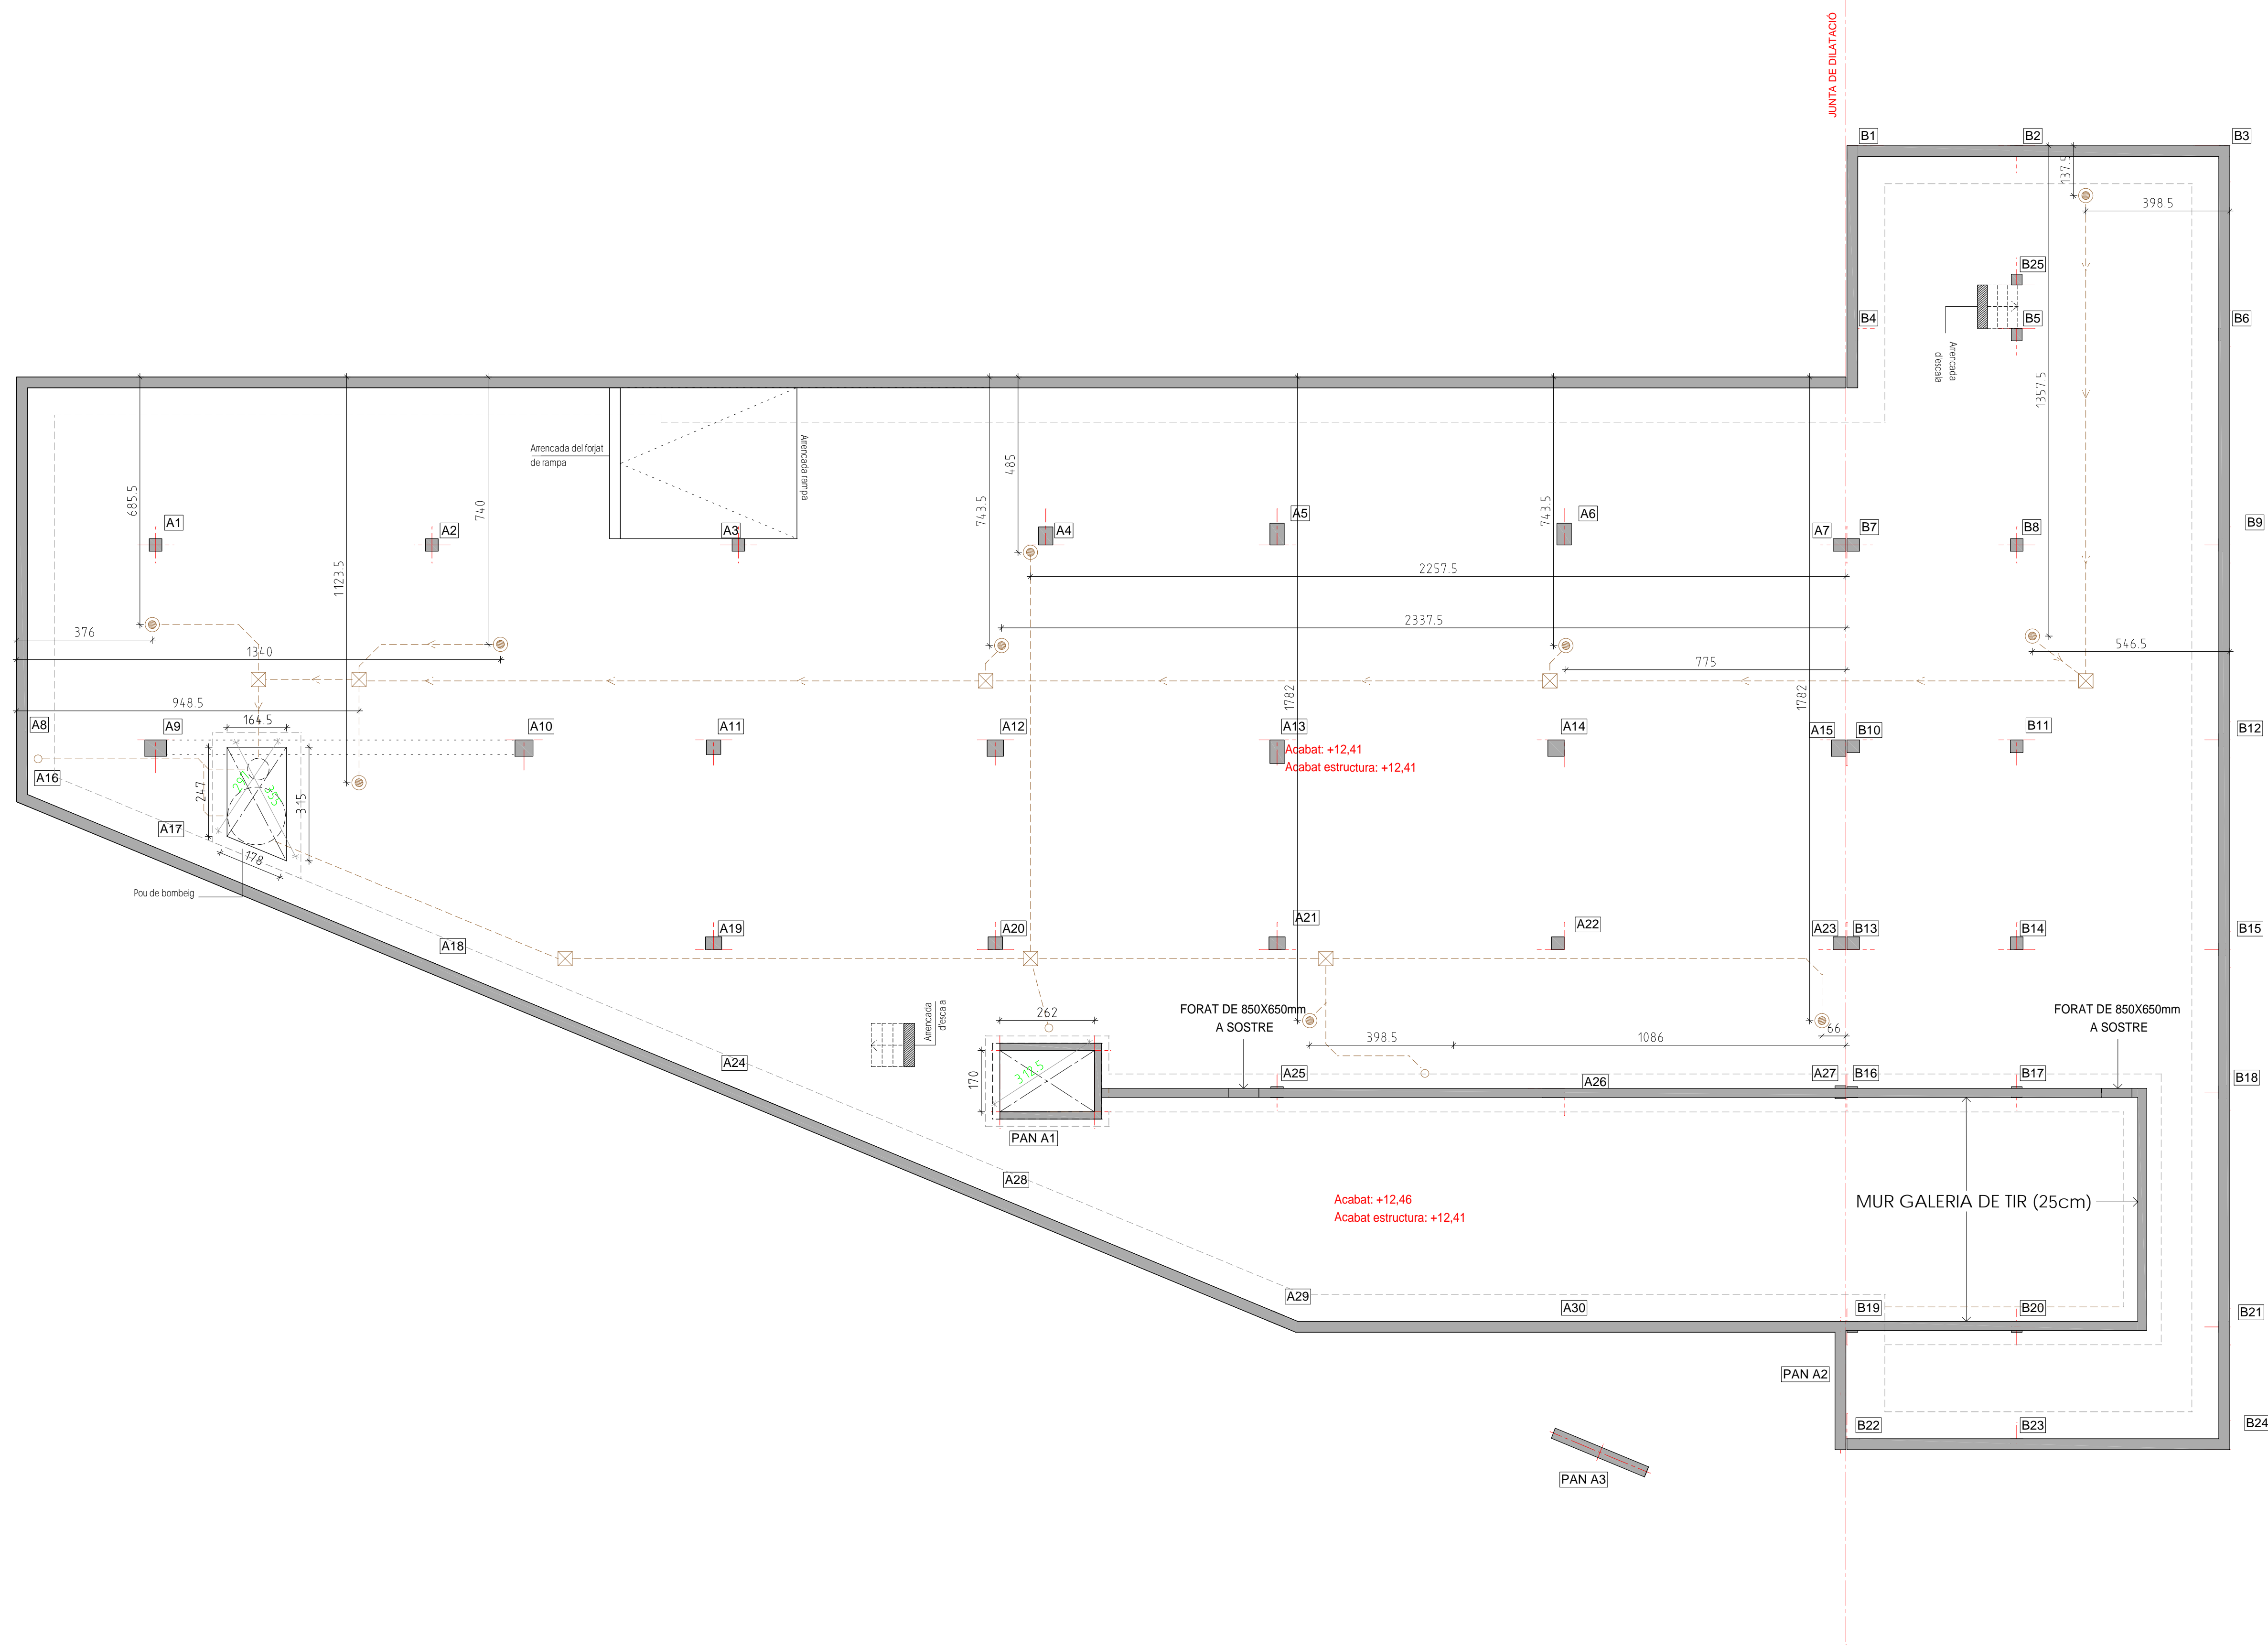 JUNTA DE DILATACIÓ
B1
B2
B3
137.5
398.5
B25
B4
B5
B6
Arrencada
d'escala
1357.5
Arrencada del forjat
de rampa
Arrencada rampa
485
685.5
740
743.5
743.5
A1
A2
A3
A4
A5
A6
A7
B7
B8
B9
1123.5
2257.5
2337.5
376
1340
775
546.5
948.5
1782
1782
164.5
A8
A9
A10
A11
A12
A13
A14
A15
B10
B11
B12
Acabat: +12,41
Acabat estructura: +12,41
A16
247
355
315
A17
178
Pou de bombeig
A18
A19
A20
A21
A22
A23
B13
B14
B15
Arrencada
d'escala
262
FORAT DE 850X650mm
A SOSTRE
FORAT DE 850X650mm
A SOSTRE
398.5
1086
66
A24
170
312.5
A25
A26
A27
B16
B17
B18
PAN A1
A28
Acabat: +12,46
Acabat estructura: +12,41
MUR GALERIA DE TIR (25cm)
A29
A30
B19
B20
B21
PAN A2
B22
B23
B24
PAN A3